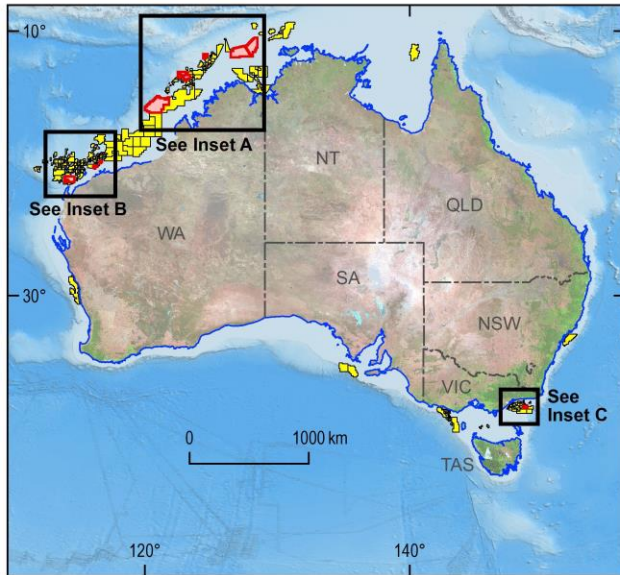 10°
See Inset A
See Inset B
NT
WA
QLD
SA
30°
NSW
VIC
See
Inset C
0 1000 km
TAS
120° 140°